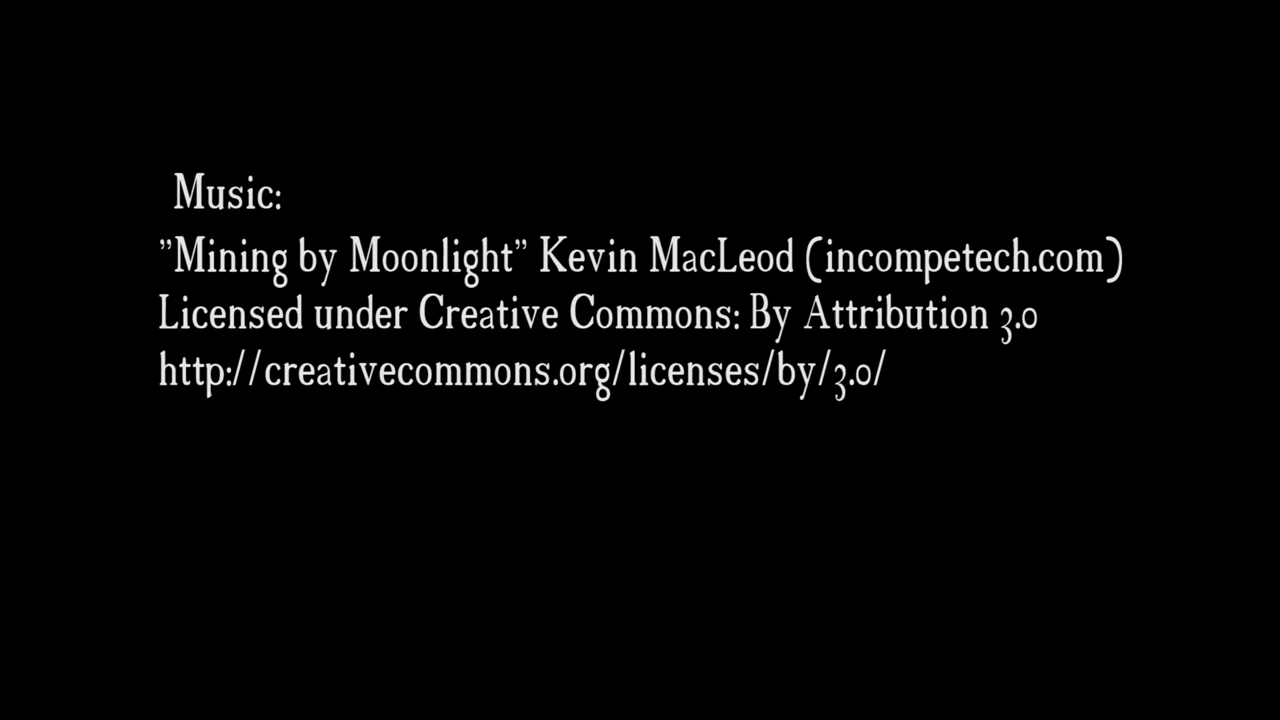 Music:
"Mining by Moonlight" Kevin MacLeod (incompetech.com)
Licensed under Creative Commons: By Attribution 3.0
http://creativecommons.org/licenses/by/3.0/